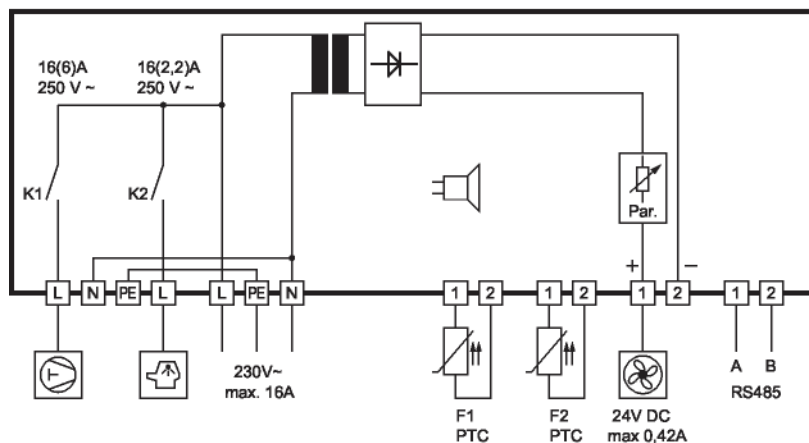 16(6)A
250 V ~
16(2,2)A
250 V ~
K1
K2
Par.
+
–
L
N
PE
L
L
PE
N
1
2
1
2
1
2
1
2
230V~
max. 16A
F1
PTC
F2
PTC
24V DC
max 0,42A
A
B
RS485